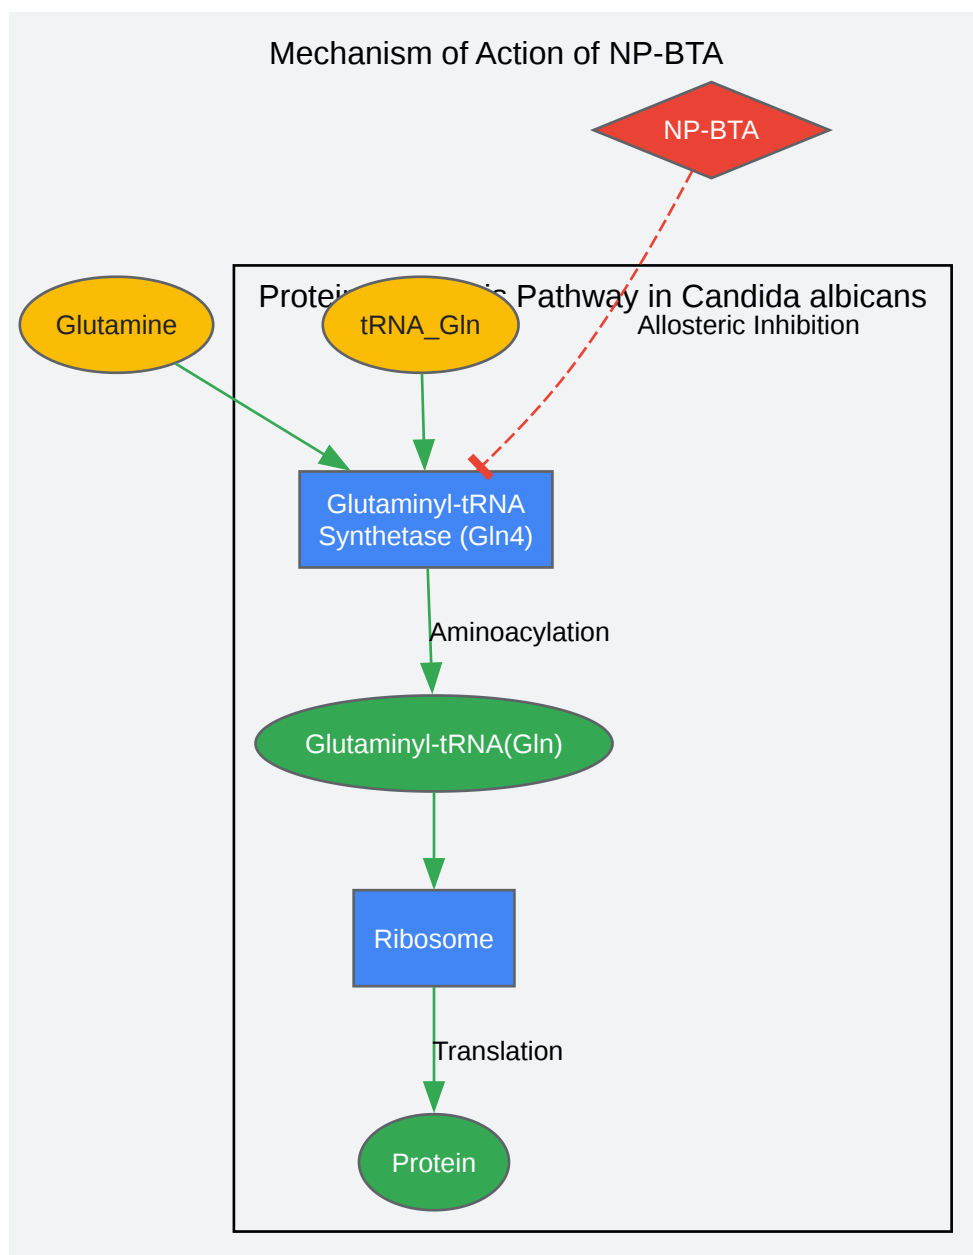 Mechanism of Action of NP-BTA
NP-BTA
Pathway in Candida albicans
Glutamine
tRNA_Gln
Allosteric Inhibition
Glutaminyl-tRNA
Synthetase (Gln4)
Aminoacylation
Glutaminyl-tRNA(Gln)
Ribosome
Translation
Protein